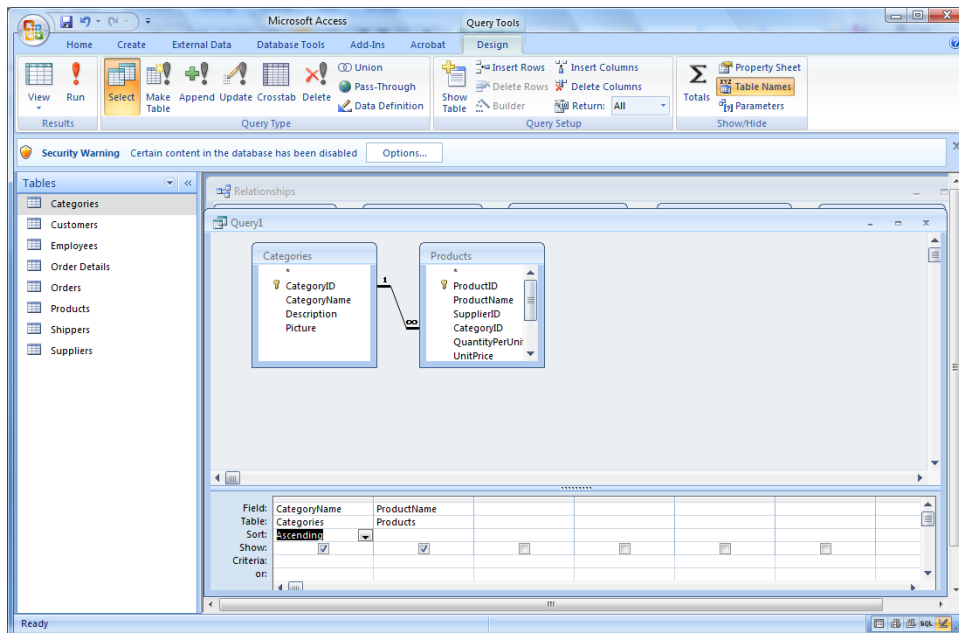 Microsoft Access
Query Tools
Home Create External Data Database Tools Add-Ins Acrobat Design
View
Run
Select
Make Table
Append
Update
Crosstab
Delete
Union
Pass-Through
Data Definition
Show Table
Insert Rows
Delete Rows
Builder
Insert Columns
Delete Columns
Return: All
Totals
Property Sheet
XYZ Table Names
Parameters
Results Query Type Query Setup Show/Hide
Security Warning Certain content in the database has been disabled Options...
Tables
Categories
Customers
Employees
Order Details
Orders
Products
Shippers
Suppliers
Relationships
Query1
Categories
*
CategoryID
CategoryName
Description
Picture
1
∞
Products
*
ProductID
ProductName
SupplierID
CategoryID
QuantityPerUni
UnitPrice
Field: CategoryName ProductName
Table: Categories Products
Sort: Ascending
Show:
Criteria:
or:
Ready
SQL